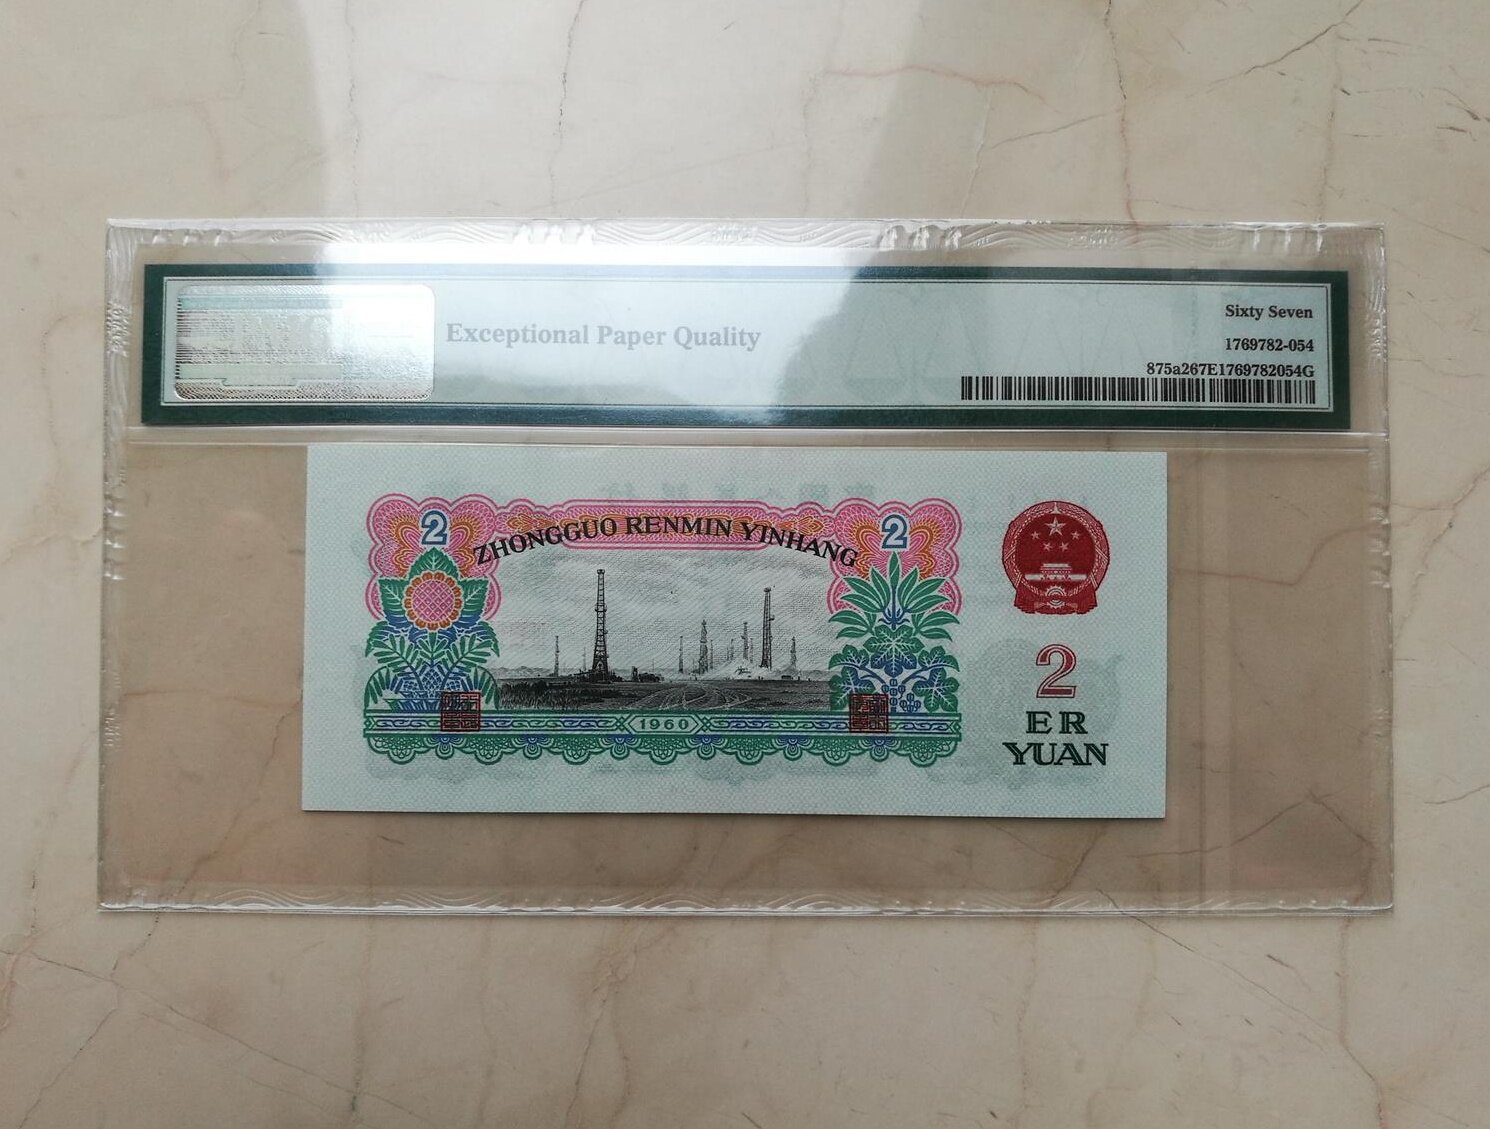 Exceptional Paper Quality
Sixty Seven
1769782-054
875a267E1769782054G
2
ZHONGGUO RENMIN YINHANG
2
1960
2
ER
YUAN